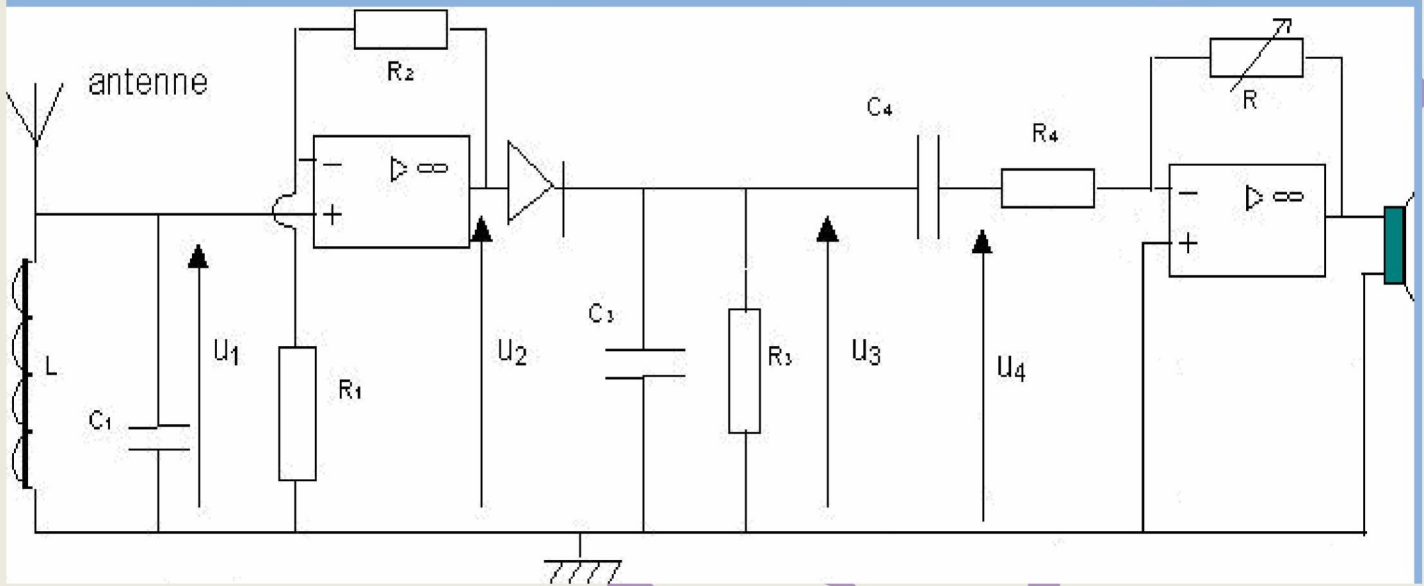 antenne
R2
C4
R4
R
− ▷ ∞
+
− ▷ ∞
+
L
C1
u1
R1
u2
C3
R3
u3
u4